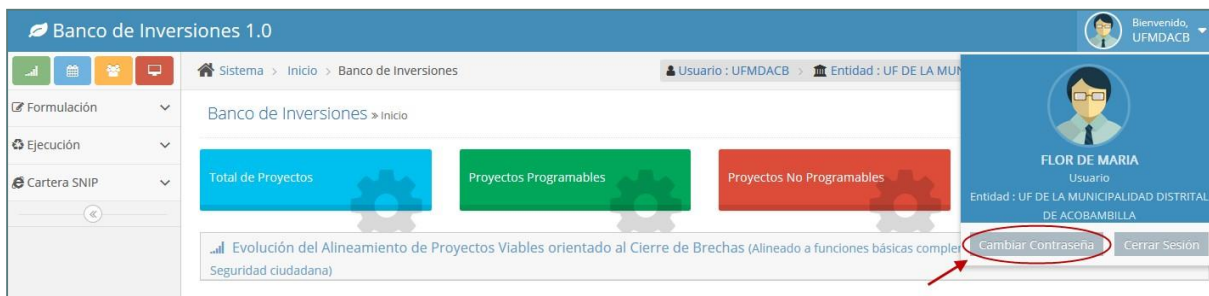 Banco de Inversiones 1.0
Bienvenido,
UFMDACB
Sistema > Inicio > Banco de Inversiones
Usuario : UFMDACB > Entidad : UF DE LA MUN
Formulación
Ejecución
Cartera SNIP
Banco de Inversiones » Inicio
Total de Proyectos
Proyectos Programables
Proyectos No Programables
FLOR DE MARIA
Usuario
Entidad : UF DE LA MUNICIPALIDAD DISTRITAL
DE ACOBAMBILLA
Cambiar Contraseña
Cerrar Sesión
Evolución del Alineamiento de Proyectos Viables orientado al Cierre de Brechas (Alineado a funciones básicas complem
Seguridad ciudadana)